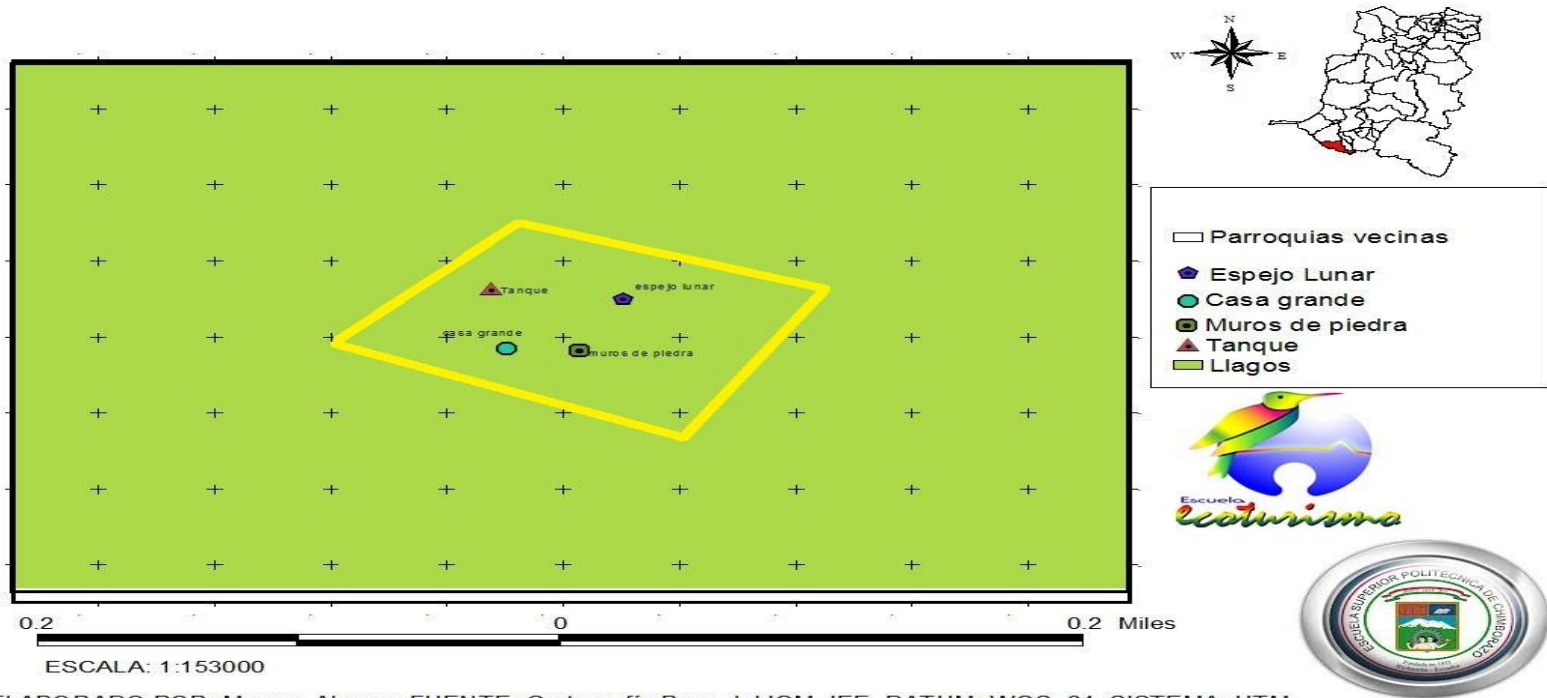 N
W E
S
Tanque
espejo lunar
casa grande
muros de piedra
Parroquias vecinas
Espejo Lunar
Casa grande
Muros de piedra
Tanque
Llagos
Escuela
ecoturismo
ESCUELA SUPERIOR POLITECNICA DE CHIMBORAZO
0.2 0 0.2 Miles
ESCALA: 1:153000